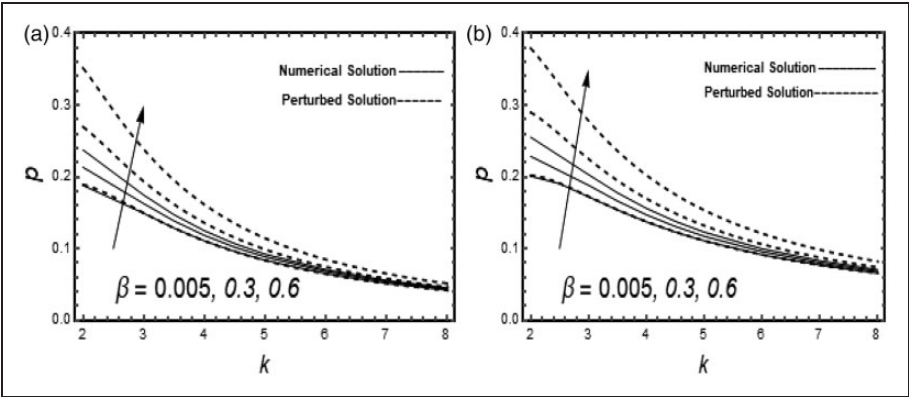 (a)
0.4
0.3
0.2
0.1
0.0
p
Numerical Solution
Perturbed Solution
β = 0.005, 0.3, 0.6
2 3 4 5 6 7 8
k
(b)
0.4
0.3
0.2
0.1
0.0
p
Numerical Solution
Perturbed Solution
β = 0.005, 0.3, 0.6
2 3 4 5 6 7 8
k